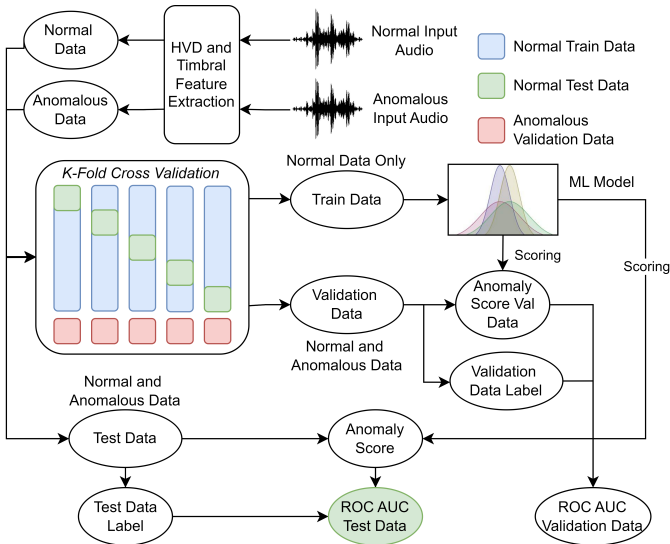 Normal
Data
HVD and
Timbral
Feature
Extraction
Normal Input
Audio
Anomalous
Data
Anomalous
Input Audio
Normal Train Data
Normal Test Data
Anomalous
Validation Data
K-Fold Cross Validation
Normal Data Only
Train Data
ML Model
Scoring
Scoring
Validation
Data
Normal and
Anomalous Data
Anomaly
Score Val
Data
Validation
Data Label
Normal and
Anomalous Data
Test Data
Anomaly
Score
Test Data
Label
ROC AUC
Test Data
ROC AUC
Validation Data